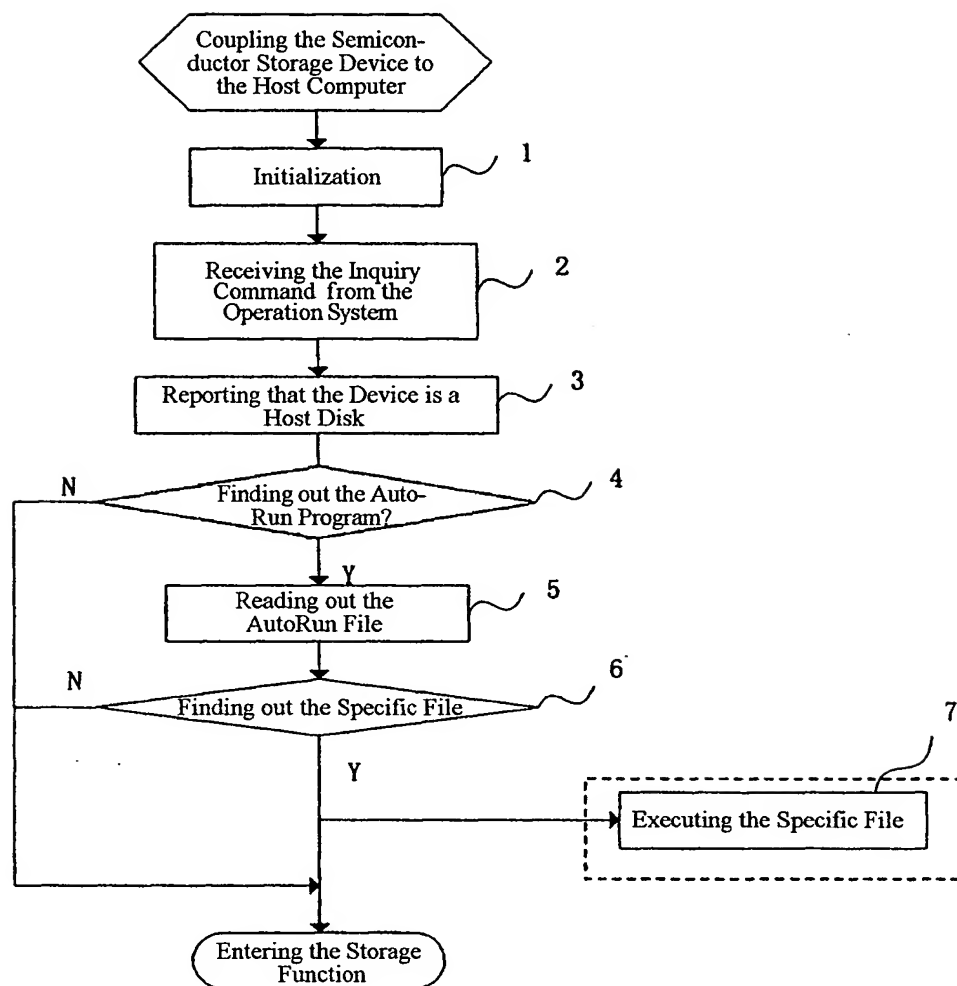 Coupling the Semicon-
ductor Storage Device to
the Host Computer
1
Initialization
2
Receiving the Inquiry
Command from the
Operation System
3
Reporting that the Device is a
Host Disk
N
4
Finding out the Auto-
Run Program?
Y
5
Reading out the
AutoRun File
6
N
Finding out the Specific File
7
Y
Executing the Specific File
Entering the Storage
Function